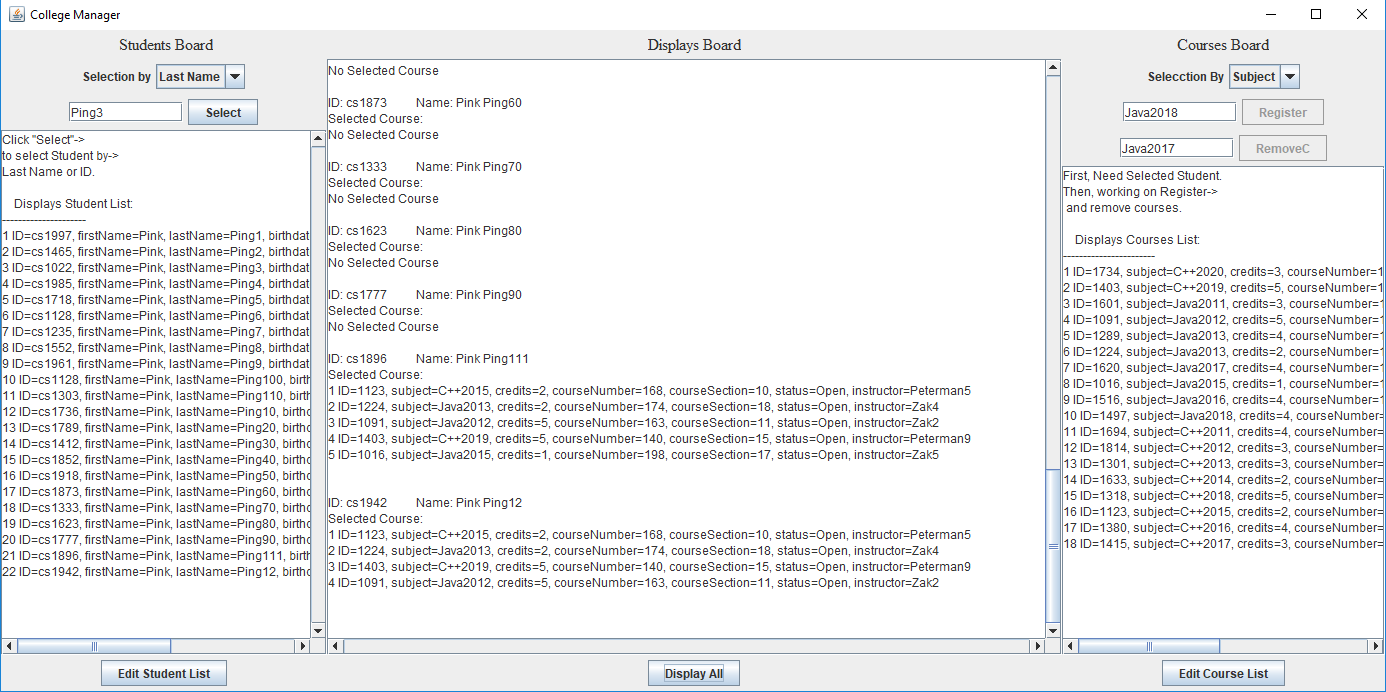 College Manager
Students Board
Selection by Last Name
Ping3 Select
Click "Select"->
to select Student by->
Last Name or ID.
Displays Student List:
---------------------
1 ID=cs1997, firstName=Pink, lastName=Ping1, birthdat
2 ID=cs1465, firstName=Pink, lastName=Ping2, birthdat
3 ID=cs1022, firstName=Pink, lastName=Ping3, birthdat
4 ID=cs1985, firstName=Pink, lastName=Ping4, birthdat
5 ID=cs1718, firstName=Pink, lastName=Ping5, birthdat
6 ID=cs1128, firstName=Pink, lastName=Ping6, birthdat
7 ID=cs1235, firstName=Pink, lastName=Ping7, birthdat
8 ID=cs1552, firstName=Pink, lastName=Ping8, birthdat
9 ID=cs1961, firstName=Pink, lastName=Ping9, birthdat
10 ID=cs1128, firstName=Pink, lastName=Ping100, birth
11 ID=cs1303, firstName=Pink, lastName=Ping110, birth
12 ID=cs1736, firstName=Pink, lastName=Ping10, birthd
13 ID=cs1789, firstName=Pink, lastName=Ping20, birthd
14 ID=cs1412, firstName=Pink, lastName=Ping30, birthd
15 ID=cs1852, firstName=Pink, lastName=Ping40, birthd
16 ID=cs1918, firstName=Pink, lastName=Ping50, birthd
17 ID=cs1873, firstName=Pink, lastName=Ping60, birthd
18 ID=cs1333, firstName=Pink, lastName=Ping70, birthd
19 ID=cs1623, firstName=Pink, lastName=Ping80, birthd
20 ID=cs1777, firstName=Pink, lastName=Ping90, birthd
21 ID=cs1896, firstName=Pink, lastName=Ping111, birth
22 ID=cs1942, firstName=Pink, lastName=Ping12, birthd
Edit Student List
Displays Board
No Selected Course
ID: cs1873 Name: Pink Ping60
Selected Course:
No Selected Course
ID: cs1333 Name: Pink Ping70
Selected Course:
No Selected Course
ID: cs1623 Name: Pink Ping80
Selected Course:
No Selected Course
ID: cs1777 Name: Pink Ping90
Selected Course:
No Selected Course
ID: cs1896 Name: Pink Ping111
Selected Course:
1 ID=1123, subject=C++2015, credits=2, courseNumber=168, courseSection=10, status=Open, instructor=Peterman5
2 ID=1224, subject=Java2013, credits=2, courseNumber=174, courseSection=18, status=Open, instructor=Zak4
3 ID=1091, subject=Java2012, credits=5, courseNumber=163, courseSection=11, status=Open, instructor=Zak2
4 ID=1403, subject=C++2019, credits=5, courseNumber=140, courseSection=15, status=Open, instructor=Peterman9
5 ID=1016, subject=Java2015, credits=1, courseNumber=198, courseSection=17, status=Open, instructor=Zak5
ID: cs1942 Name: Pink Ping12
Selected Course:
1 ID=1123, subject=C++2015, credits=2, courseNumber=168, courseSection=10, status=Open, instructor=Peterman5
2 ID=1224, subject=Java2013, credits=2, courseNumber=174, courseSection=18, status=Open, instructor=Zak4
3 ID=1403, subject=C++2019, credits=5, courseNumber=140, courseSection=15, status=Open, instructor=Peterman9
4 ID=1091, subject=Java2012, credits=5, courseNumber=163, courseSection=11, status=Open, instructor=Zak2
Display All
Courses Board
Selecction By Subject
Java2018 Register
Java2017 RemoveC
First, Need Selected Student.
Then, working on Register->
and remove courses.
Displays Courses List:
-----------------------
1 ID=1734, subject=C++2020, credits=3, courseNumber=1
2 ID=1403, subject=C++2019, credits=5, courseNumber=1
3 ID=1601, subject=Java2011, credits=3, courseNumber=1
4 ID=1091, subject=Java2012, credits=5, courseNumber=1
5 ID=1289, subject=Java2013, credits=4, courseNumber=1
6 ID=1224, subject=Java2013, credits=2, courseNumber=1
7 ID=1620, subject=Java2017, credits=4, courseNumber=1
8 ID=1016, subject=Java2015, credits=1, courseNumber=1
9 ID=1516, subject=Java2016, credits=4, courseNumber=1
10 ID=1497, subject=Java2018, credits=4, courseNumber=
11 ID=1694, subject=C++2011, credits=4, courseNumber=
12 ID=1814, subject=C++2012, credits=3, courseNumber=
13 ID=1301, subject=C++2013, credits=3, courseNumber=
14 ID=1633, subject=C++2014, credits=2, courseNumber=
15 ID=1318, subject=C++2018, credits=5, courseNumber=
16 ID=1123, subject=C++2015, credits=2, courseNumber=
17 ID=1380, subject=C++2016, credits=4, courseNumber=
18 ID=1415, subject=C++2017, credits=3, courseNumber=
Edit Course List